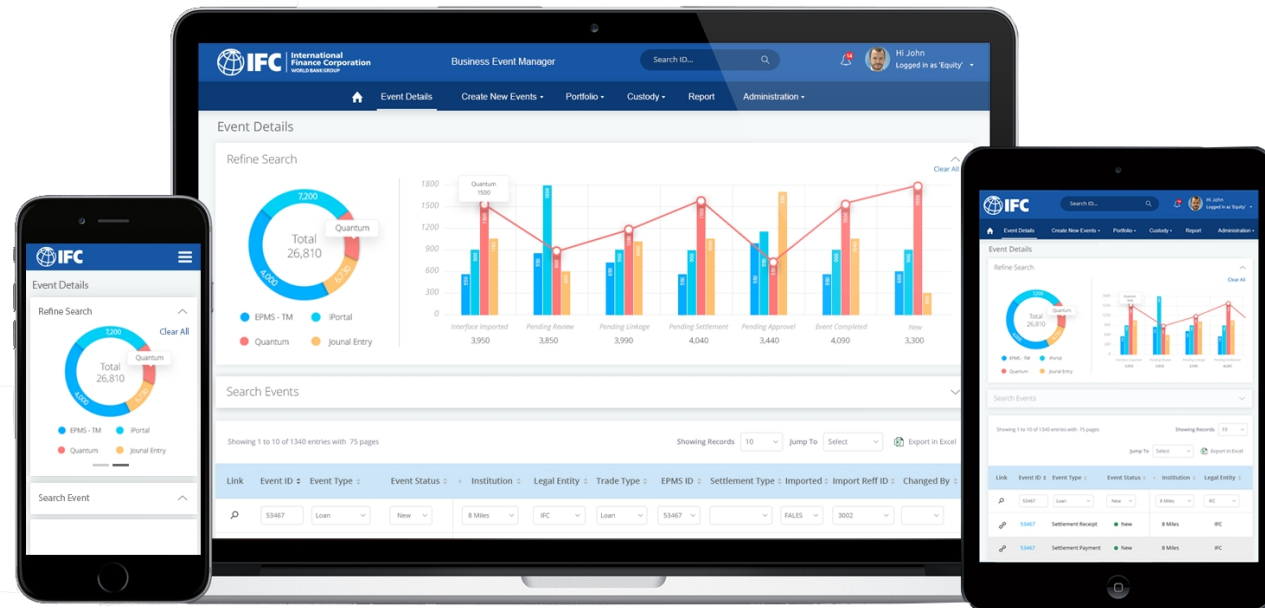 IFC
International
Finance Corporation
WORLD BANK GROUP
Business Event Manager
Search ID...
Hi John
Logged in as 'Equity'
Event Details
Create New Events
Portfolio
Custody
Report
Administration
Event Details
Refine Search
Clear All
7,200
Quantum
Total
26,810
4,000
EPMS - TM
iPortal
Quantum
Jounal Entry
1800
1500
1200
900
600
300
0
Quantum
1500
Interface Imported
Pending Review
Pending Linkage
Pending Settlement
Pending Approvel
Event Completed
New
3,950
3,850
3,990
4,040
3,440
4,090
3,300
Search Events
Showing 1 to 10 of 1340 entries with 75 pages
Showing Records
10
Jump To
Select
Export in Excel
Link
Event ID
Event Type
Event Status
Institution
Legal Entity
Trade Type
EPMS ID
Settlement Type
Imported
Import Reff ID
Changed By
53467
Loan
New
8 Miles
IFC
Loan
53467
FALES
3002
IFC
Event Details
Refine Search
Clear All
7,200
Quantum
Total
26,810
4,000
EPMS - TM
iPortal
Quantum
Jounal Entry
Search Event
IFC
Search ID...
Hi John
Logged in as 'Equity'
Event Details
Create New Events
Portfolio
Custody
Report
Administration
Event Details
Refine Search
Clear All
Total
26,810
Quantum
EPMS - TM
iPortal
Quantum
Jounal Entry
Search Events
Showing 1 to 10 of 1340 entries with 75 pages
Showing Records
10
Jump To
Select
Export in Excel
Link
Event ID
Event Type
Event Status
Institution
Legal Entity
53467
Loan
New
8 Miles
IFC
53467
Settlement Receipt
New
8 Miles
IFC
53467
Settlement Payment
New
8 Miles
IFC